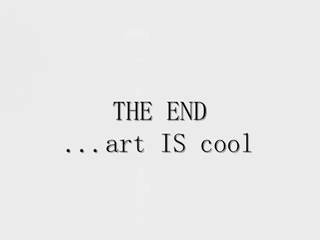 THE END
...art IS cool